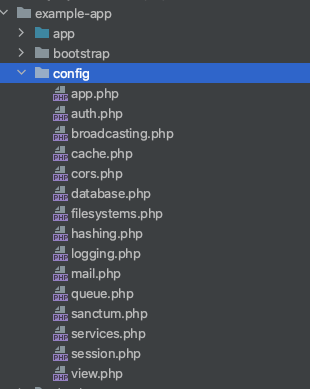 example-app
app
bootstrap
config
app.php
auth.php
broadcasting.php
cache.php
cors.php
database.php
filesystems.php
hashing.php
logging.php
mail.php
queue.php
sanctum.php
services.php
session.php
view.php